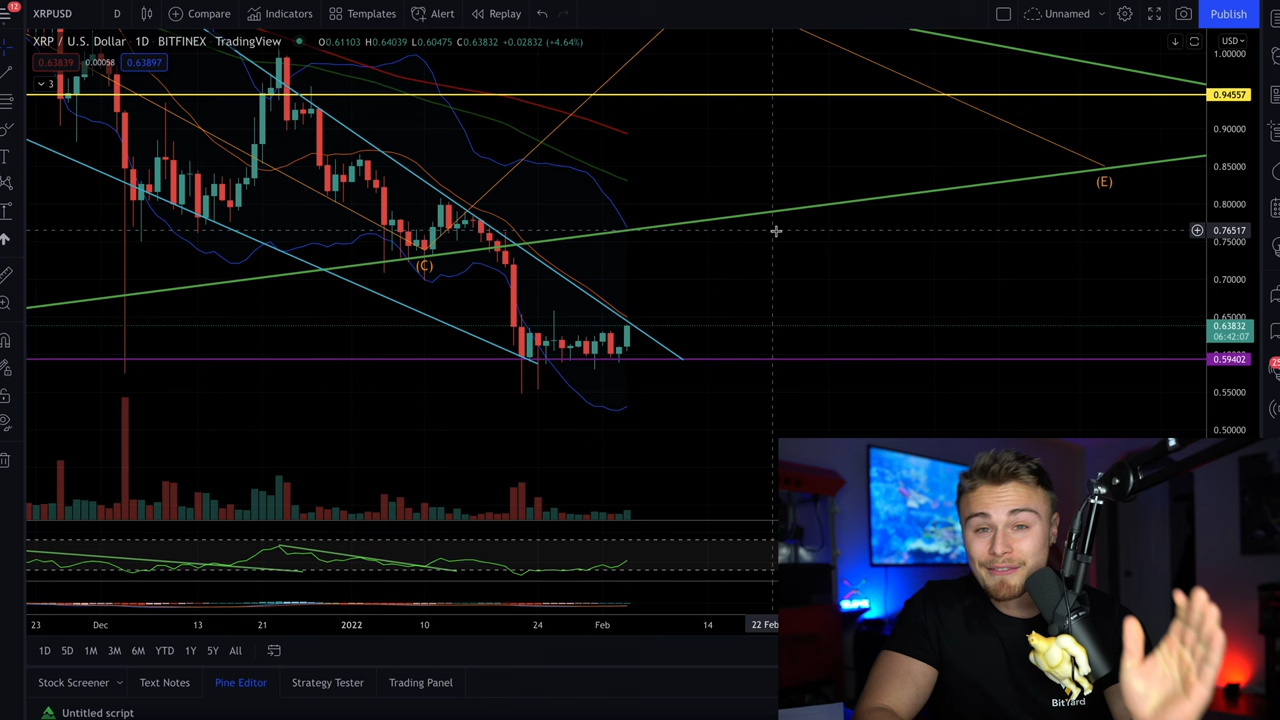 12
XRPUSD D Compare Indicators Templates Alert Replay Unnamed Publish
XRP / U.S. Dollar 1D BITFINEX TradingView O0.61103 H0.64039 L0.60475 C0.63832 +0.02832 (+4.64%)
USD
1.00000
0.63839 0.00058 0.63897
3
0.94557
0.90000
0.85000
(E)
0.80000
0.76517
0.75000
(C)
0.70000
0.65000
0.63832
06:42:07
0.59402
25
0.55000
0.50000
23 Dec 13 21 2022 10 24 Feb 14 22 Feb
1D 5D 1M 3M 6M YTD 1Y 5Y All
Stock Screener Text Notes Pine Editor Strategy Tester Trading Panel
Untitled script
BitYard